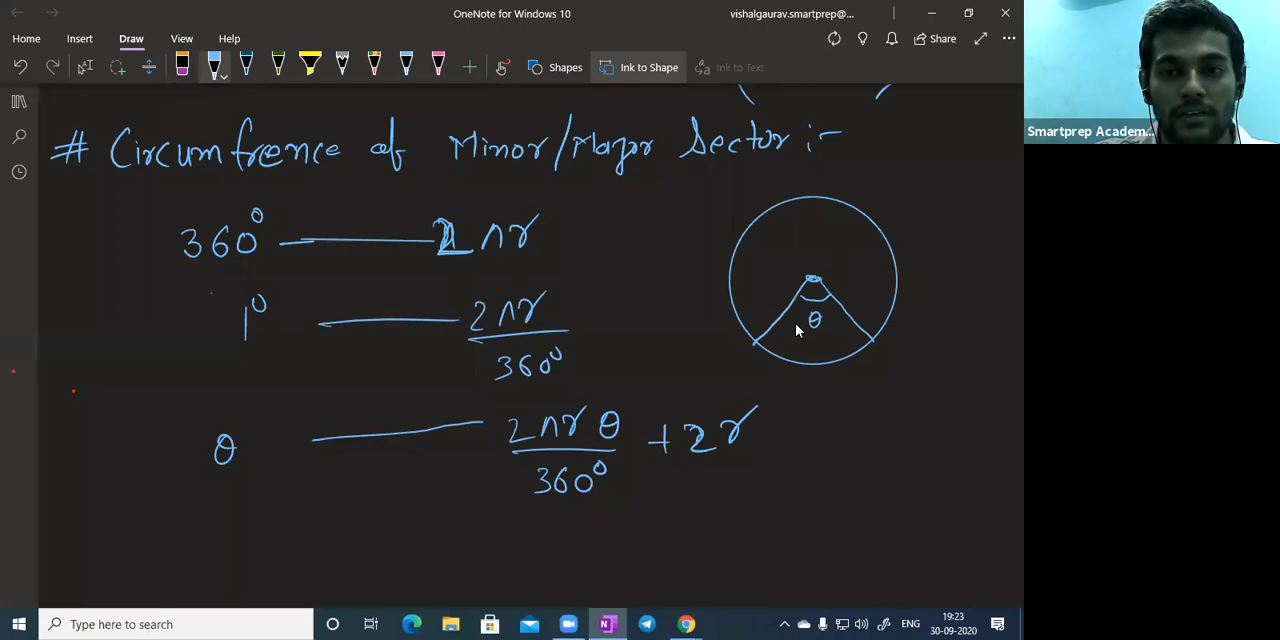 OneNote for Windows 10
vishalgaurav.smartprep@...
Home Insert Draw View Help
Share
Shapes
Ink to Shape
Ink to Text
Smartprep Academ...
# Circumfrence of Minor/Major Sector :-
360° — 2πr
1° — 2πr/360°
θ — 2πrθ/360° + 2r
θ
Type here to search
ENG
19:23
30-09-2020